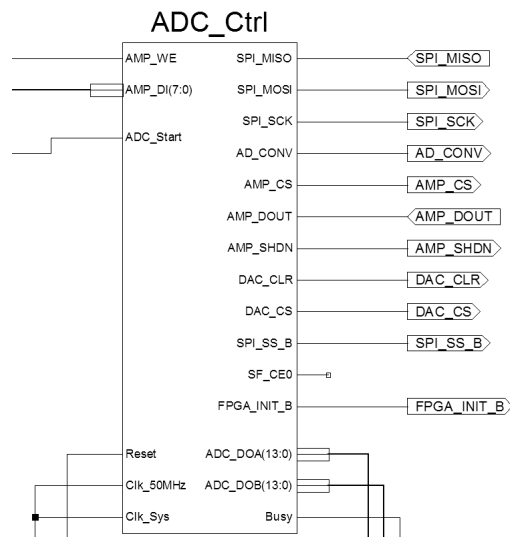 ADC_Ctrl
AMP_WE SPI_MISO SPI_MISO
AMP_DI(7:0) SPI_MOSI SPI_MOSI
SPI_SCK SPI_SCK
ADC_Start AD_CONV AD_CONV
AMP_CS AMP_CS
AMP_DOUT AMP_DOUT
AMP_SHDN AMP_SHDN
DAC_CLR DAC_CLR
DAC_CS DAC_CS
SPI_SS_B SPI_SS_B
SF_CE0
FPGA_INIT_B FPGA_INIT_B
Reset ADC_DOA(13:0)
Clk_50MHz ADC_DOB(13:0)
Clk_Sys Busy